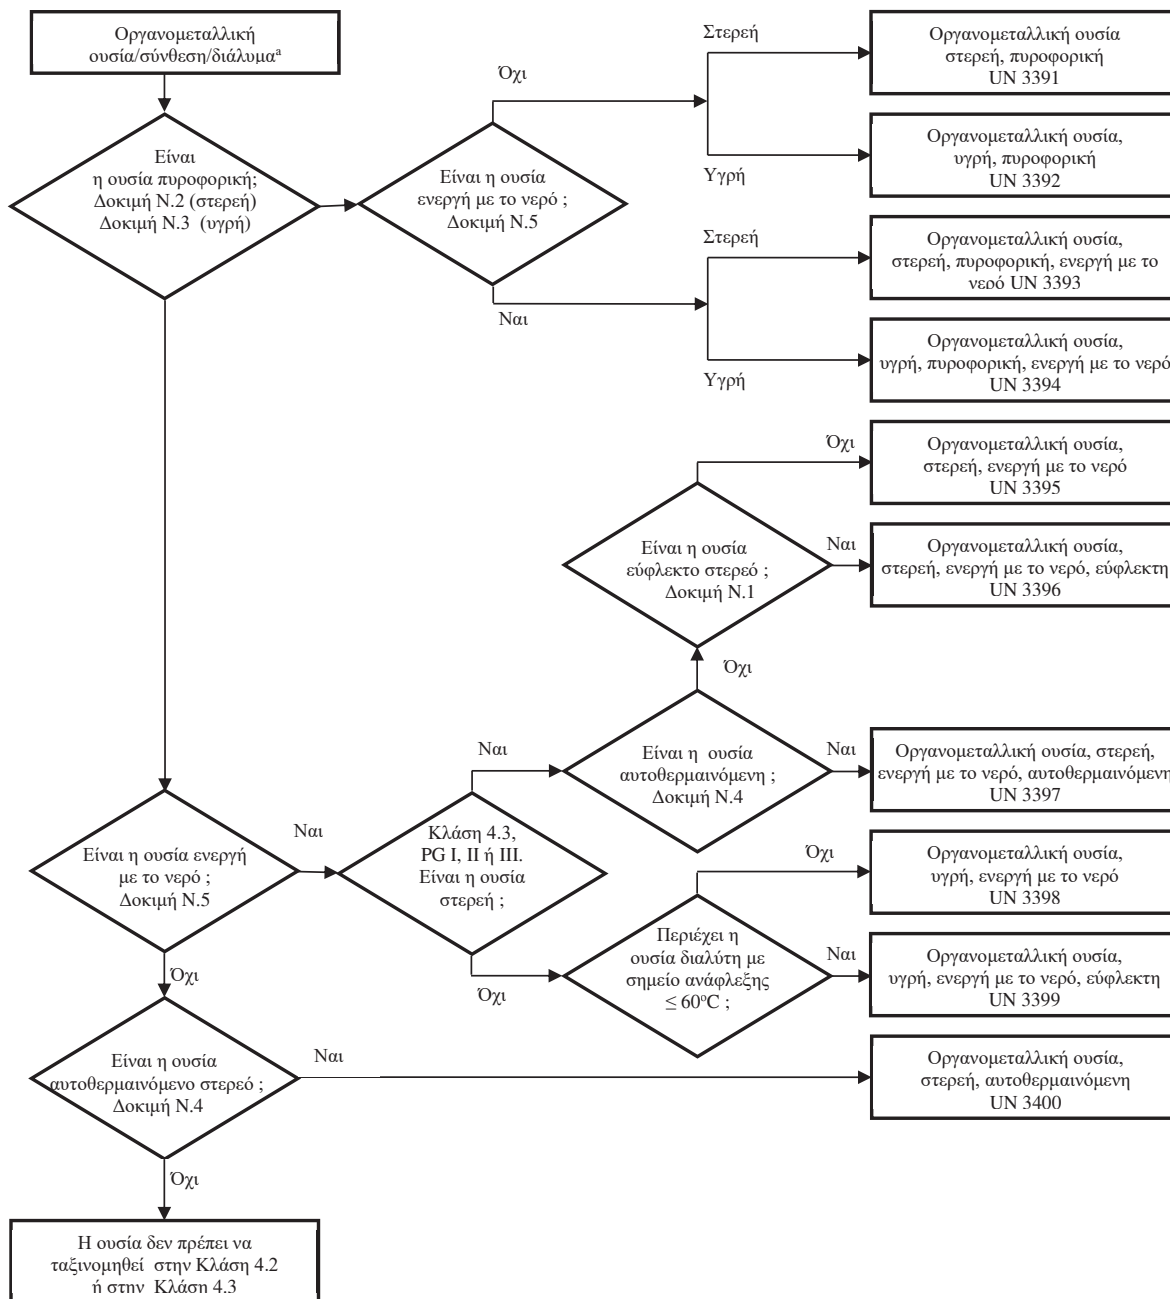 Οργανομεταλλική
ουσία/σύνθεση/διάλυμαᵃ
Είναι
η ουσία πυροφορική;
Δοκιμή N.2 (στερεή)
Δοκιμή N.3 (υγρή)
Όχι
Είναι η ουσία
ενεργή με το νερό ;
Δοκιμή N.5
Ναι
Στερεή
Οργανομεταλλική ουσία
στερεή, πυροφορική
UN 3391
Υγρή
Οργανομεταλλική ουσία,
υγρή, πυροφορική
UN 3392
Στερεή
Οργανομεταλλική ουσία,
στερεή, πυροφορική, ενεργή με το
νερό UN 3393
Υγρή
Οργανομεταλλική ουσία,
υγρή, πυροφορική, ενεργή με το νερό
UN 3394
Όχι
Οργανομεταλλική ουσία,
στερεή, ενεργή με το νερό
UN 3395
Είναι η ουσία
εύφλεκτο στερεό ;
Δοκιμή N.1
Ναι
Οργανομεταλλική ουσία,
στερεή, ενεργή με το νερό, εύφλεκτη
UN 3396
Όχι
Ναι
Είναι η ουσία
αυτοθερμαινόμενη ;
Δοκιμή N.4
Ναι
Οργανομεταλλική ουσία, στερεή,
ενεργή με το νερό, αυτοθερμαινόμενη
UN 3397
Είναι η ουσία ενεργή
με το νερό ;
Δοκιμή N.5
Ναι
Κλάση 4.3,
PG I, II ή III.
Είναι η ουσία
στερεή ;
Όχι
Οργανομεταλλική ουσία,
υγρή, ενεργή με το νερό
UN 3398
Όχι
Όχι
Περιέχει η
ουσία διαλύτη με
σημείο ανάφλεξης
≤ 60°C ;
Ναι
Οργανομεταλλική ουσία,
υγρή, ενεργή με το νερό, εύφλεκτη
UN 3399
Είναι η ουσία
αυτοθερμαινόμενο στερεό ;
Δοκιμή N.4
Ναι
Οργανομεταλλική ουσία,
στερεή, αυτοθερμαινόμενη
UN 3400
Όχι
Η ουσία δεν πρέπει να
ταξινομηθεί στην Κλάση 4.2
ή στην Κλάση 4.3